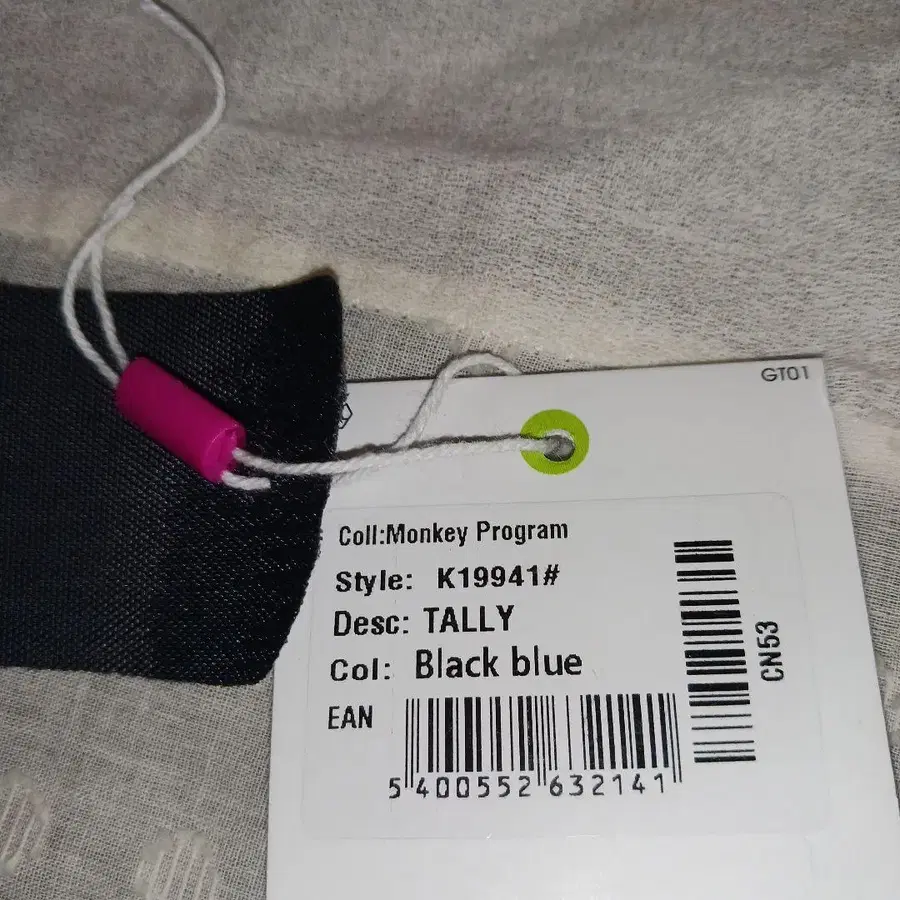 GT01
Coll:Monkey Program
Style: K19941#
Desc: TALLY
Col: Black blue
EAN
5 400552 632141
CN53